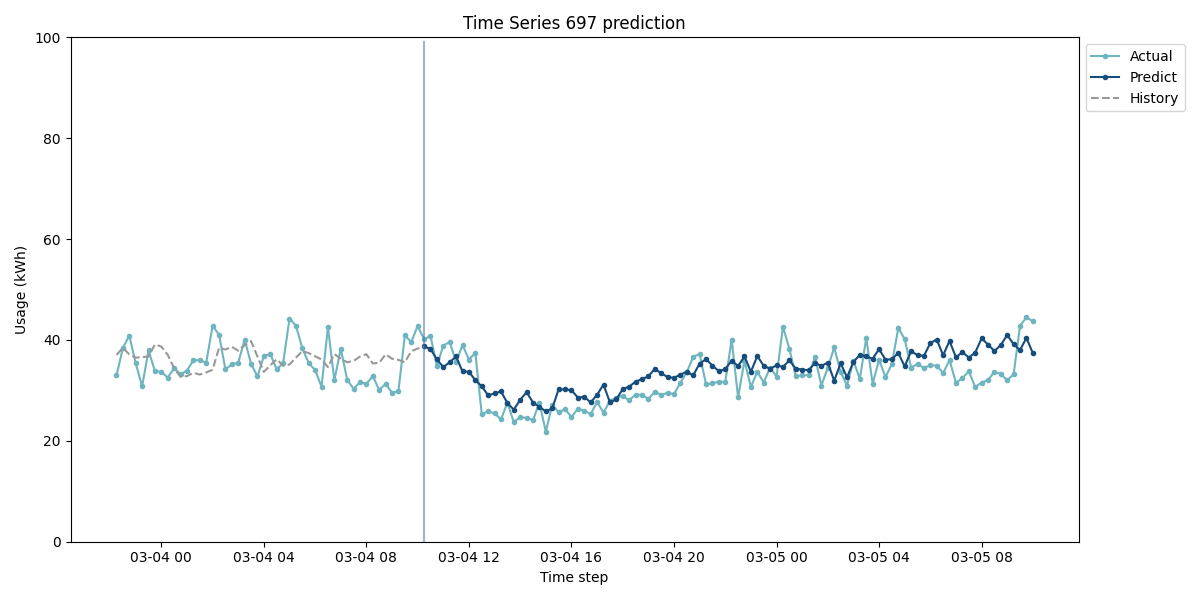 Time Series 697 prediction
Actual
Predict
History
100
80
60
40
20
0
Usage (kWh)
03-04 00 03-04 04 03-04 08 03-04 12 03-04 16 03-04 20 03-05 00 03-05 04 03-05 08
Time step